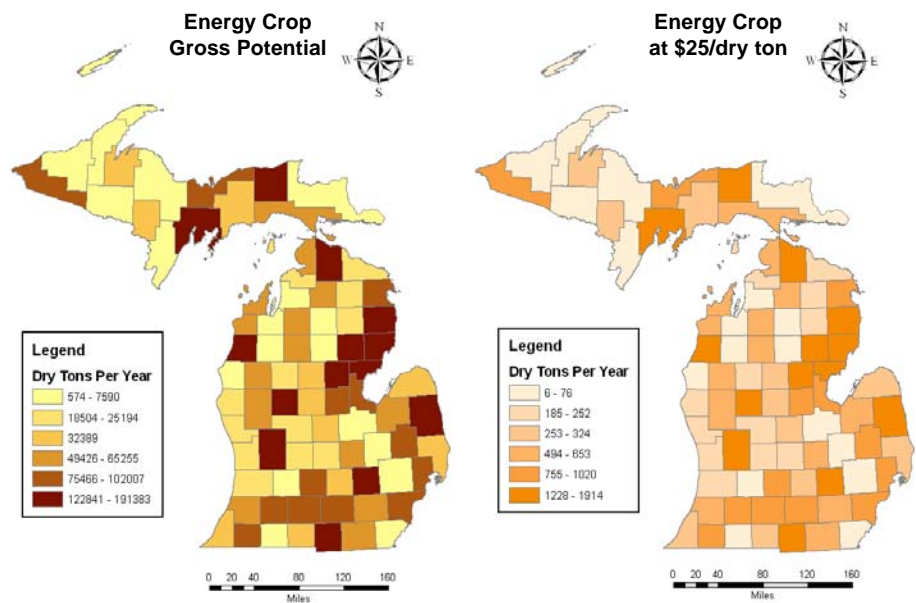 Energy Crop
Gross Potential
N
W
E
S
Legend
Dry Tons Per Year
574 - 7590
18504 - 25194
32389
49426 - 65255
75466 - 102007
122841 - 191383
0 20 40 80 120 160
Miles
Energy Crop
at $25/dry ton
N
W
E
S
Legend
Dry Tons Per Year
6 - 76
185 - 252
253 - 324
494 - 653
755 - 1020
1228 - 1914
0 20 40 80 120 160
Miles